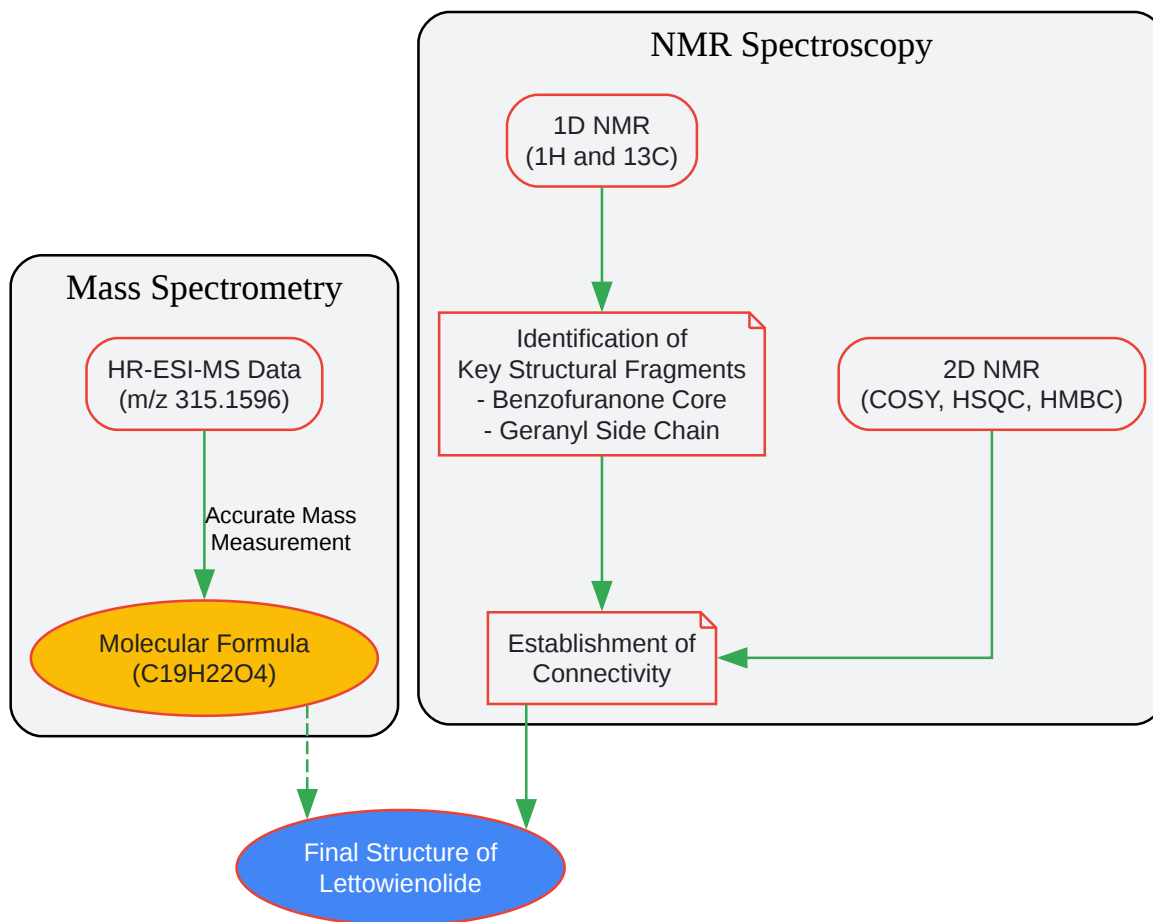 NMR Spectroscopy
1D NMR
(1H and 13C)
Mass Spectrometry
HR-ESI-MS Data
(m/z 315.1596)
Identification of
Key Structural Fragments
- Benzofuranone Core
- Geranyl Side Chain
2D NMR
(COSY, HSQC, HMBC)
Accurate Mass
Measurement
Molecular Formula
(C19H22O4)
Establishment of
Connectivity
Final Structure of
Lettowienolide